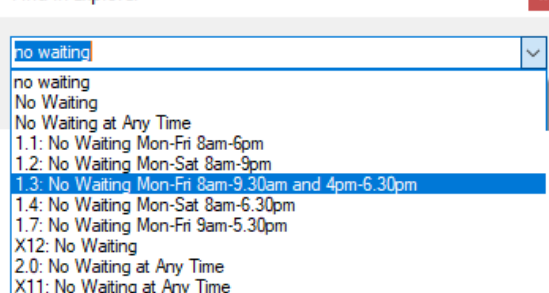 no waiting
no waiting
No Waiting
No Waiting at Any Time
1.1: No Waiting Mon-Fri 8am-6pm
1.2: No Waiting Mon-Sat 8am-9pm
1.3: No Waiting Mon-Fri 8am-9.30am and 4pm-6.30pm
1.4: No Waiting Mon-Sat 8am-6.30pm
1.7: No Waiting Mon-Fri 9am-5.30pm
X12: No Waiting
2.0: No Waiting at Any Time
X11: No Waiting at Any Time